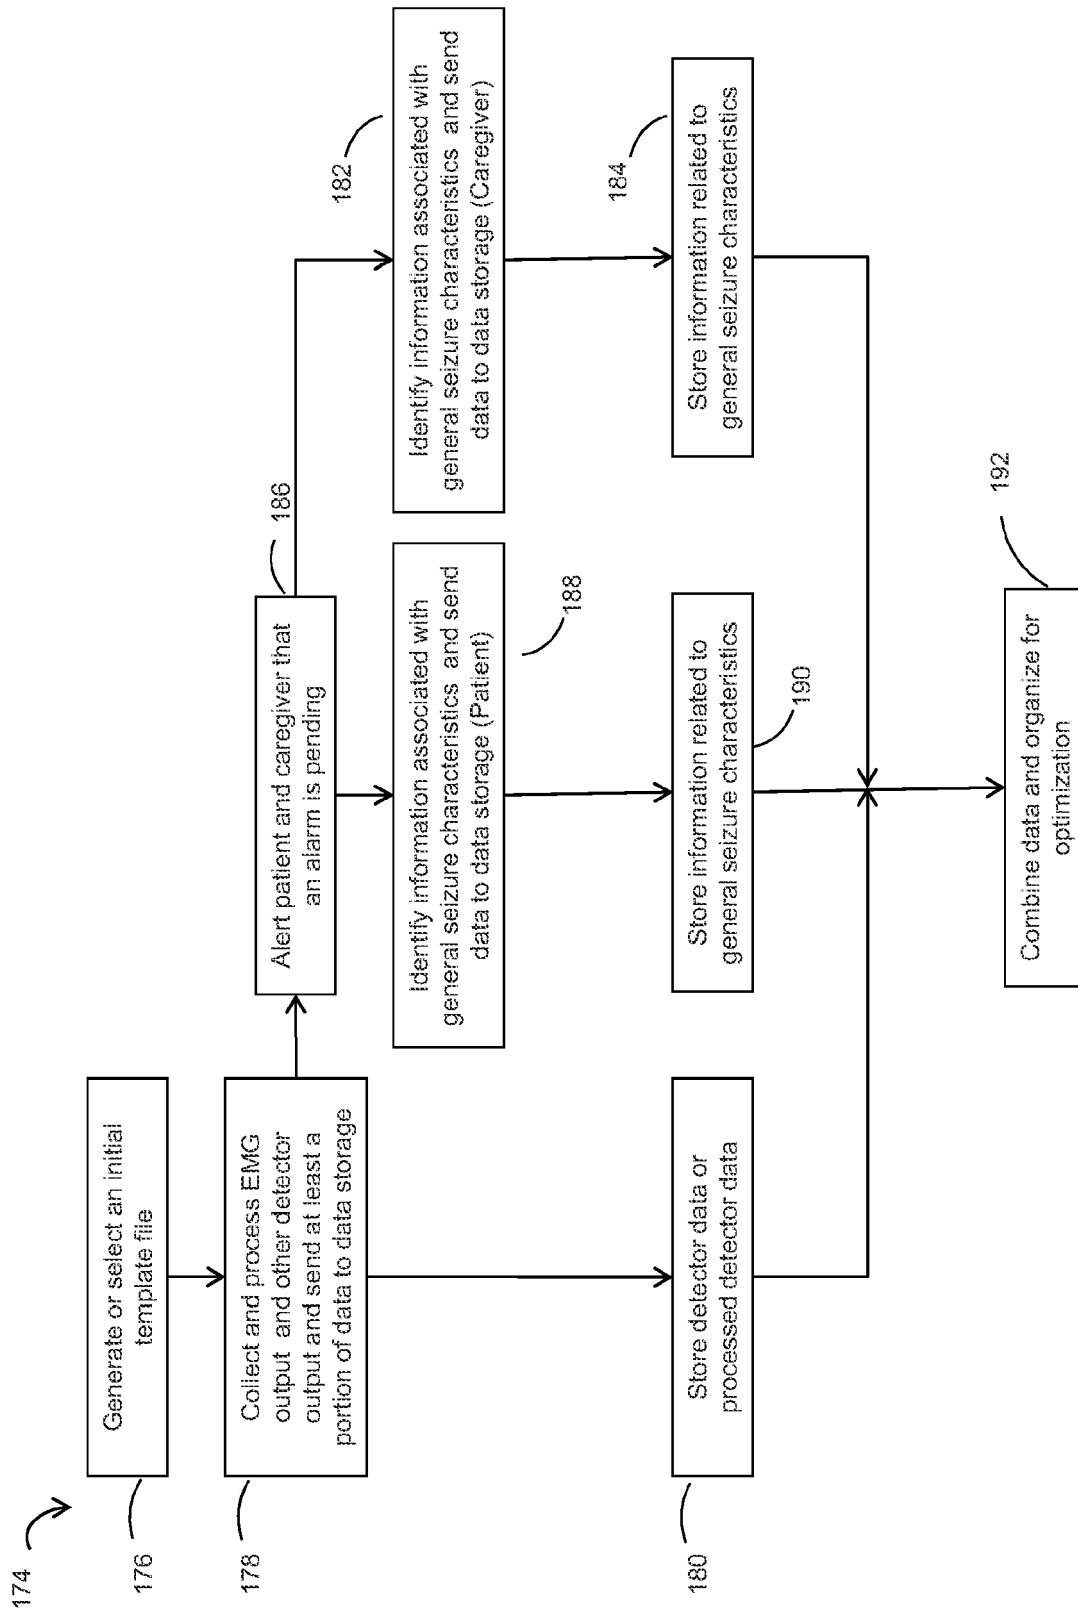 174
176
Generate or select an initial
template file
178
Collect and process EMG
output and other detector
output and send at least a
portion of data to data storage
186
Alert patient and caregiver that
an alarm is pending
182
Identify information associated with
general seizure characteristics and send
data to data storage (Caregiver)
188
Identify information associated with
general seizure characteristics and send
data to data storage (Patient)
180
Store detector data or
processed detector data
190
Store information related to
general seizure characteristics
184
Store information related to
general seizure characteristics
192
Combine data and organize for
optimization